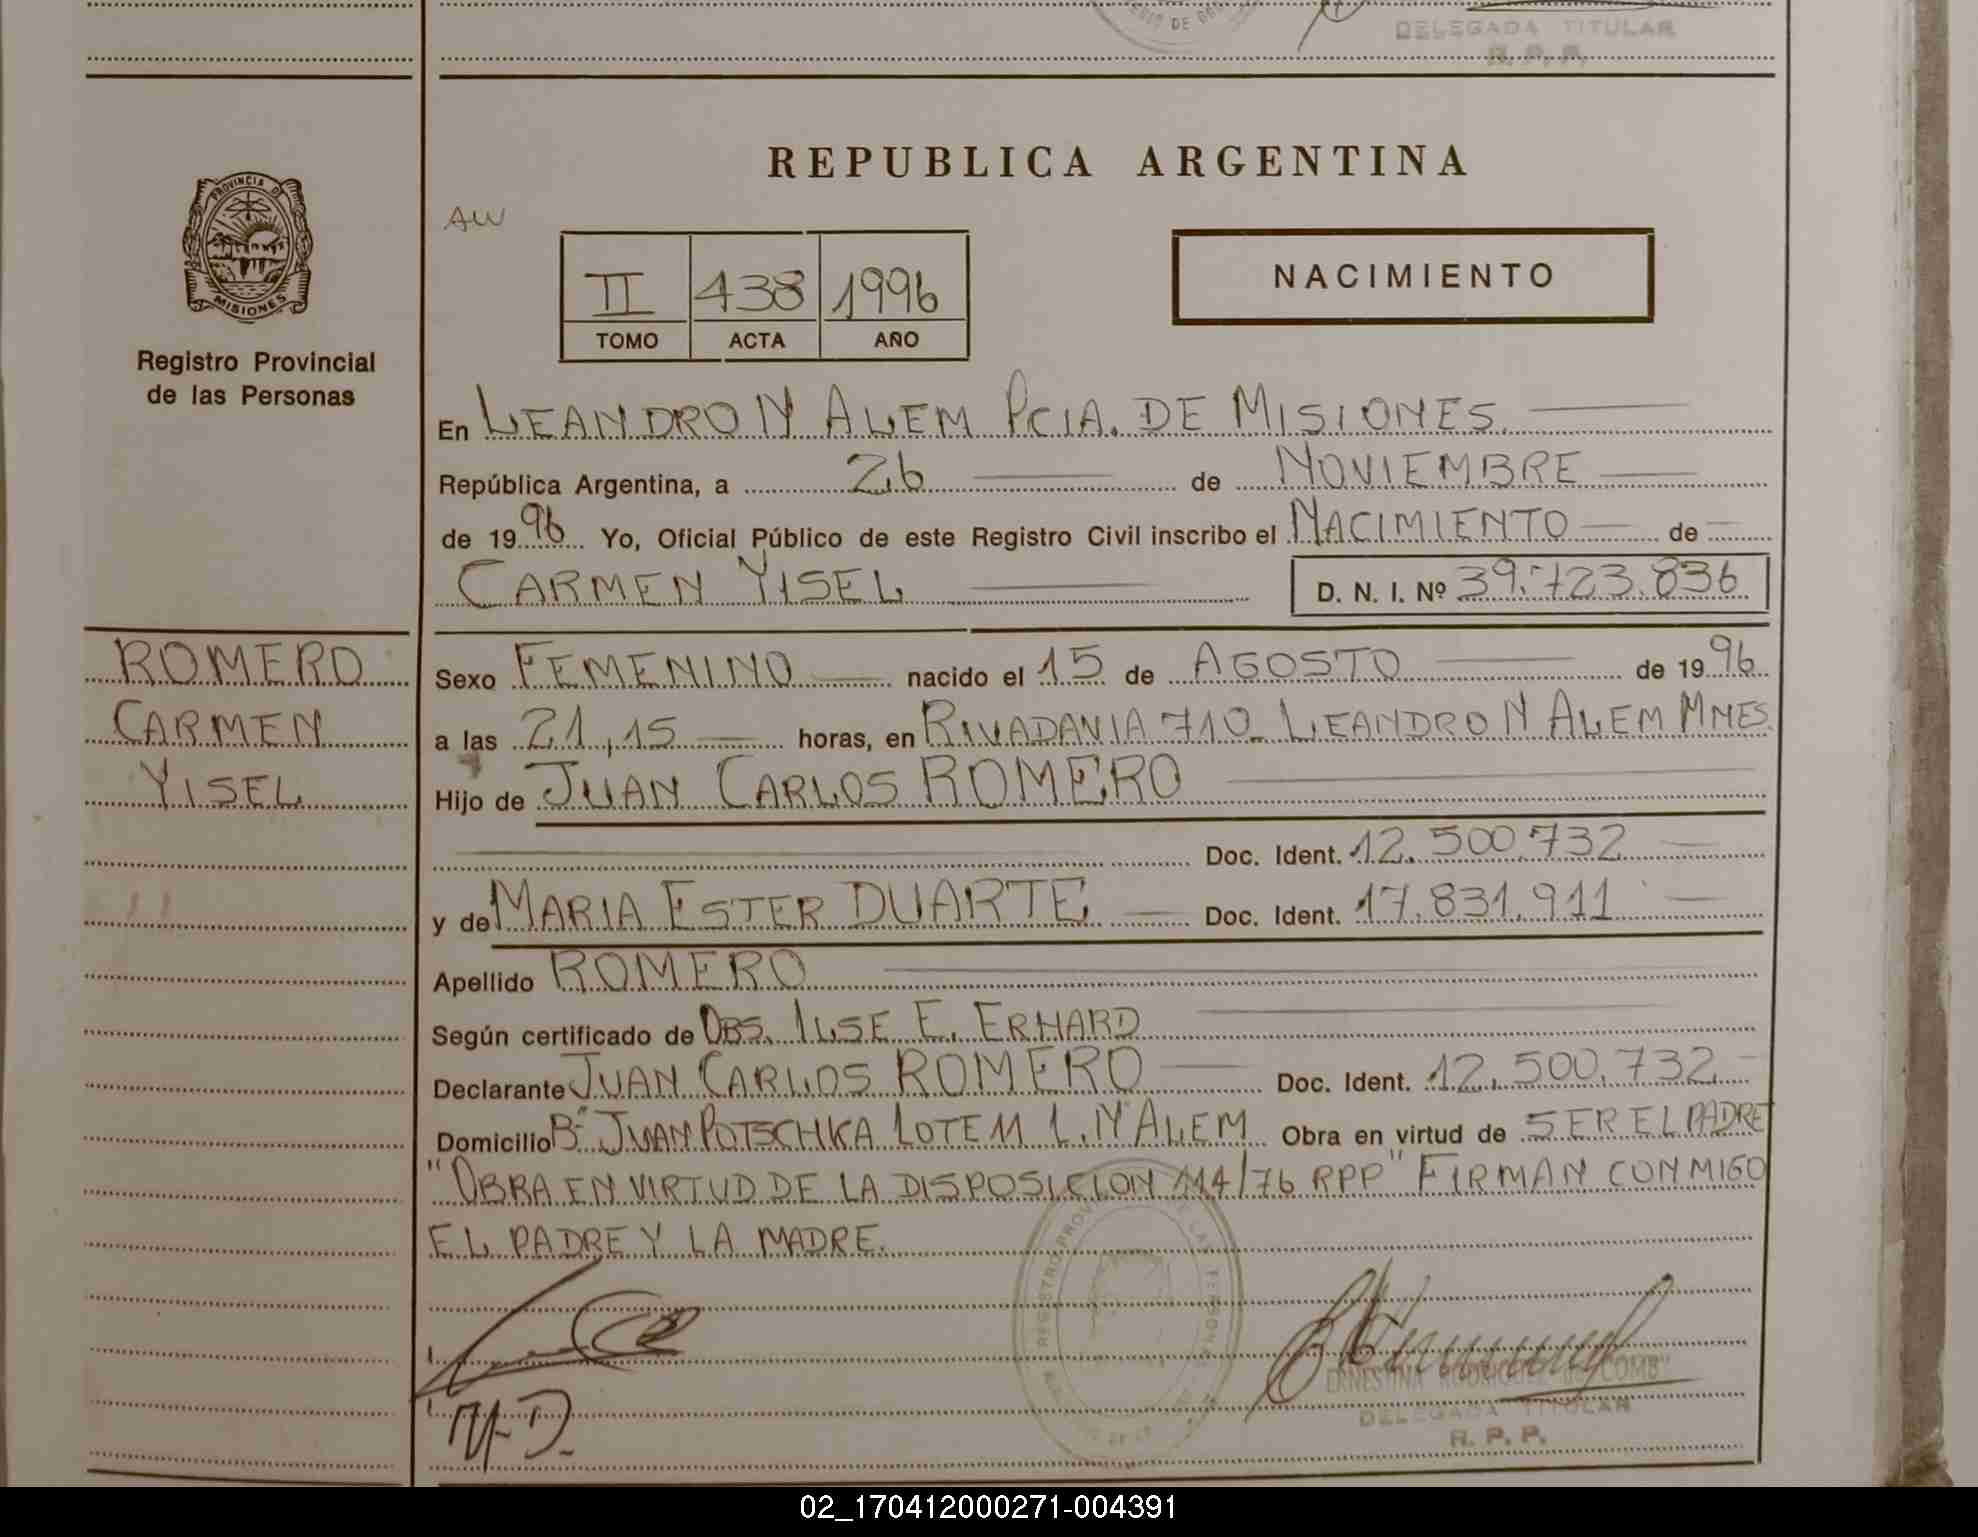 DELEGADA TITULAR
R. P. P.
REPUBLICA ARGENTINA
PROVINCIA DE
MISIONES
Registro Provincial
de las Personas
AW
II 438 1996
TOMO ACTA AÑO
NACIMIENTO
En LEANDRO N ALEM PCIA. DE MISIONES.
República Argentina, a 26 de NOVIEMBRE
de 1996 Yo, Oficial Público de este Registro Civil inscribo el NACIMIENTO de
CARMEN YISEL D. N. I. Nº 39.723.836
ROMERO
CARMEN
YISEL
Sexo FEMENINO nacido el 15 de AGOSTO de 1996
a las 21,15 horas, en RIVADAVIA 710 LEANDRO N ALEM MNES
Hijo de JUAN CARLOS ROMERO
Doc. Ident. 12.500.732
y de MARIA ESTER DUARTE Doc. Ident. 17.831.911
Apellido ROMERO
Según certificado de OBS. ILSE E. ERHARD
Declarante JUAN CARLOS ROMERO Doc. Ident. 12.500.732
Domicilio Bº JUAN POTSCHKA LOTE 11 L.N ALEM Obra en virtud de SER EL PADRE
"OBRA EN VIRTUD DE LA DISPOSICION 114/76 RPP" FIRMAN CONMIGO
EL PADRE Y LA MADRE.
M.D.
ERNESTINA
DELEGADA TITULAR
R. P. P.
02_170412000271-004391